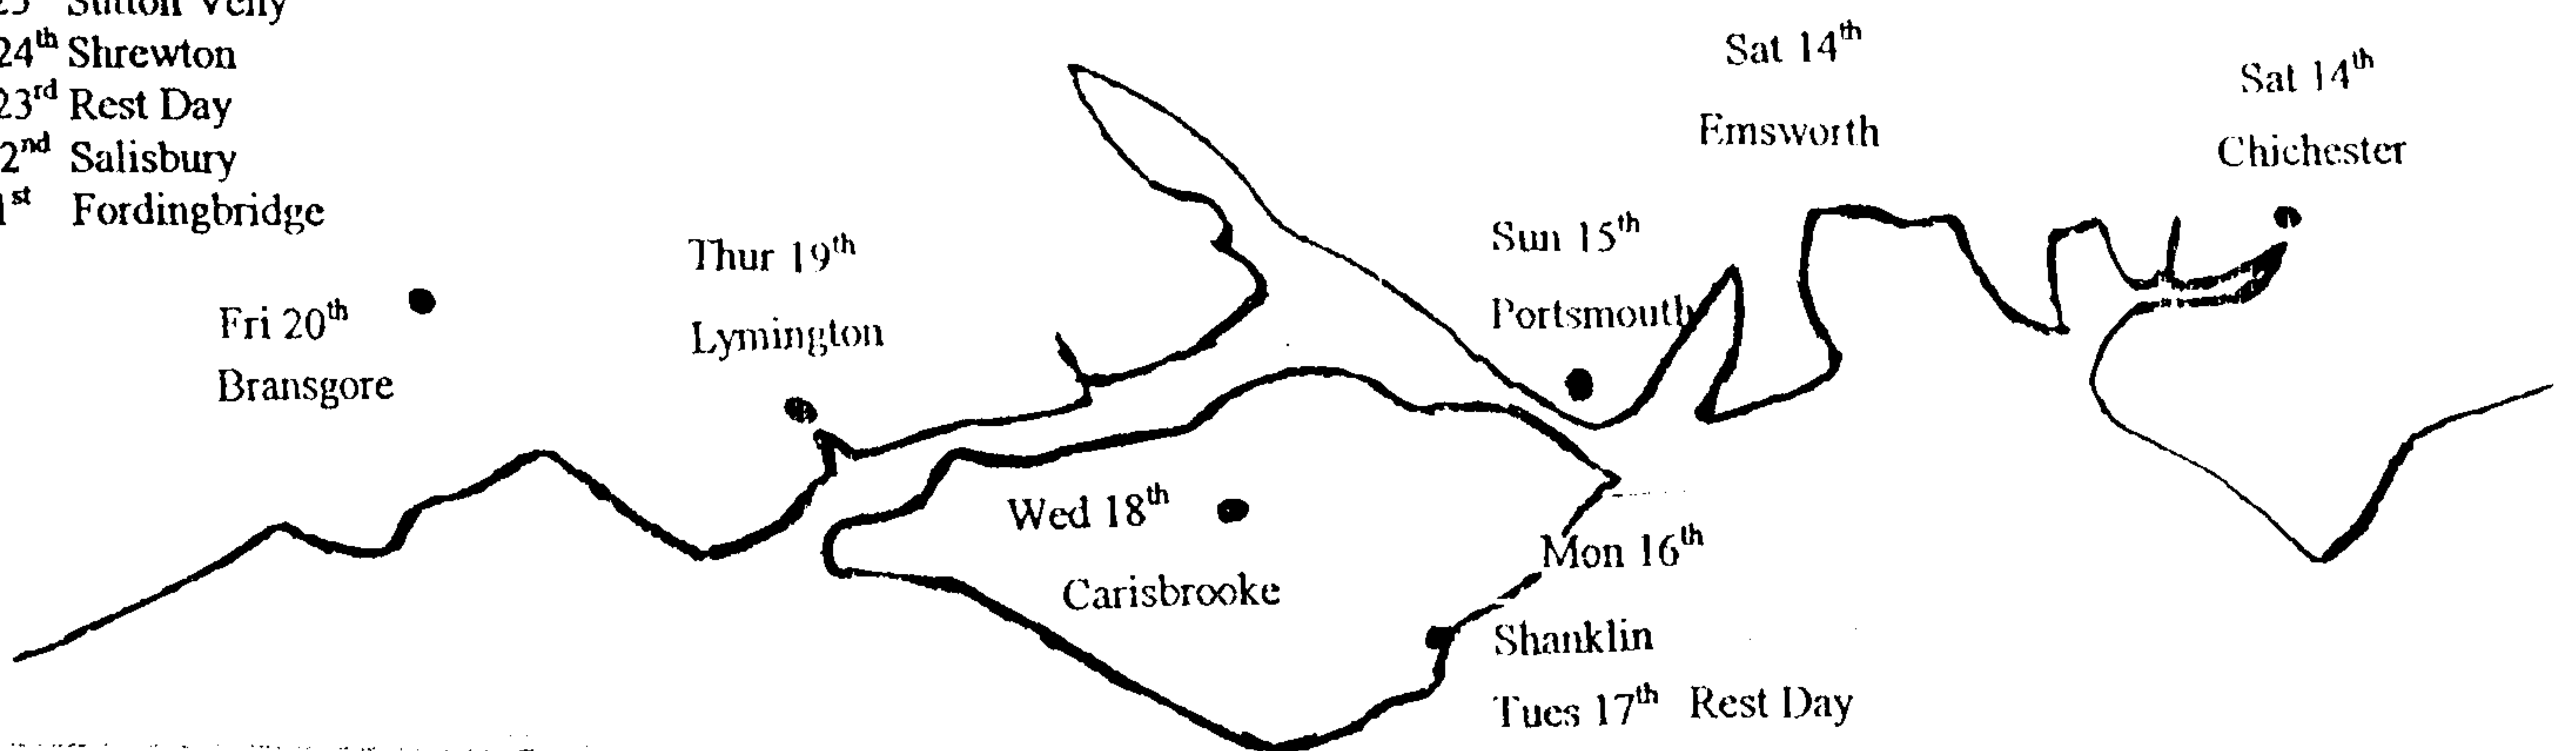 Sutton Velly
24th Shrewton
23rd Rest Day
2nd Salisbury
1st Fordingbridge
Sat 14th
Emsworth
Sat 14th
Chichester
Sun 15th
Portsmouth
Thur 19th
Lymington
Fri 20th
Bransgore
Wed 18th
Carisbrooke
Mon 16th
Shanklin
Tues 17th Rest Day